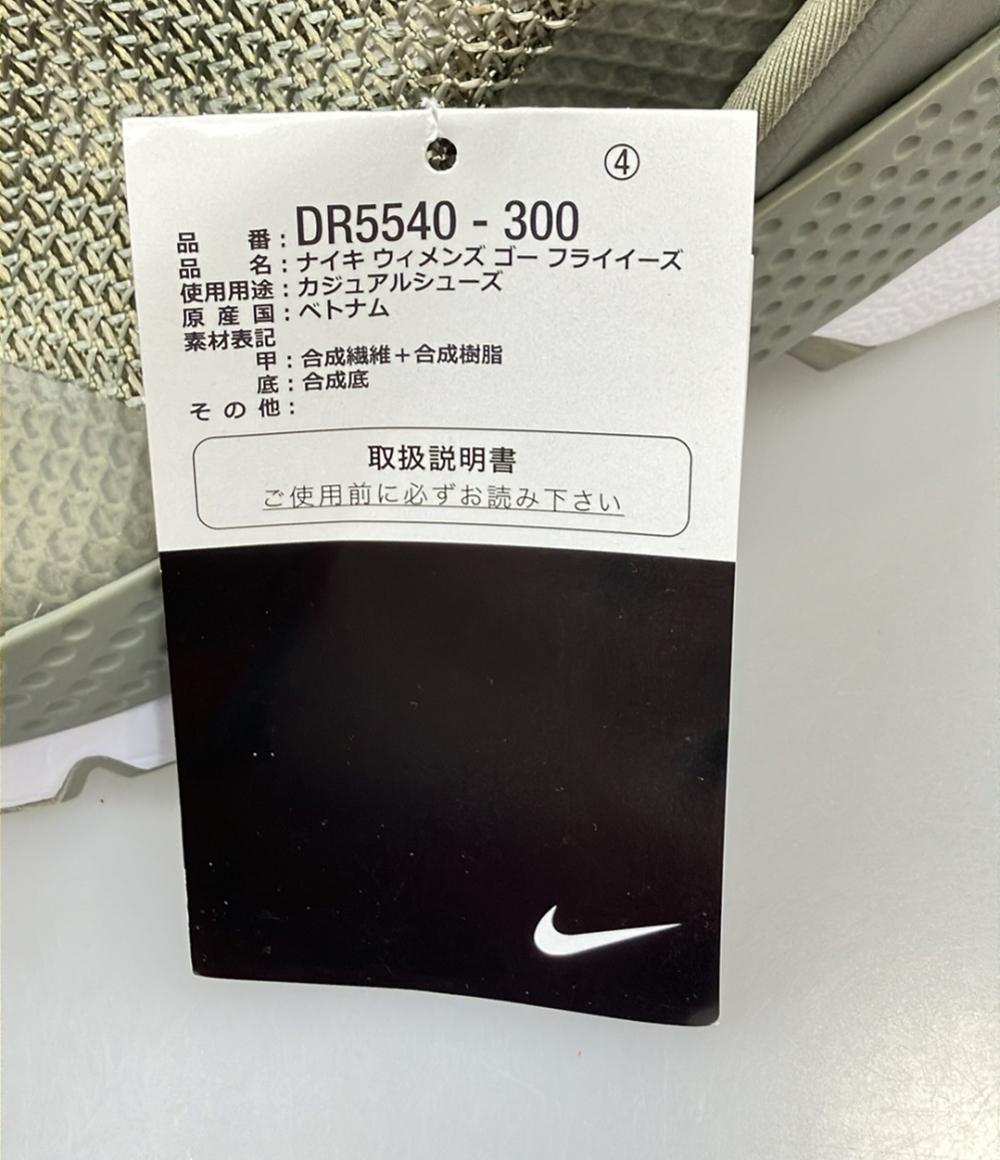 ④
品 番：DR5540 - 300
品 名：ナイキ ウィメンズ ゴー フライイーズ
使用用途：カジュアルシューズ
原 産 国：ベトナム
素材表記
甲：合成繊維＋合成樹脂
底：合成底
そ の 他：
取扱説明書
ご使用前に必ずお読み下さい